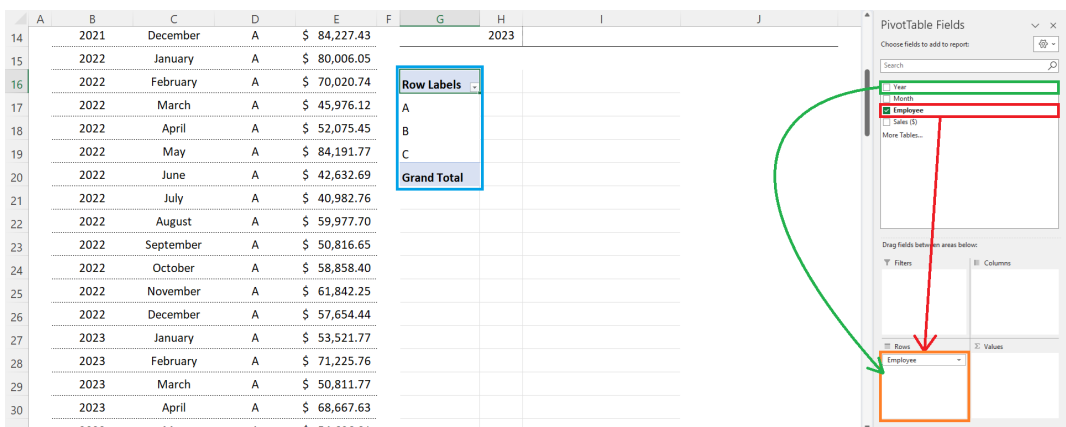 A B C D E F G H I J
14 2021 December A $ 84,227.43 2023
15 2022 January A $ 80,006.05
16 2022 February A $ 70,020.74 Row Labels
17 2022 March A $ 45,976.12 A
18 2022 April A $ 52,075.45 B
19 2022 May A $ 84,191.77 C
20 2022 June A $ 42,632.69 Grand Total
21 2022 July A $ 40,982.76
22 2022 August A $ 59,977.70
23 2022 September A $ 50,816.65
24 2022 October A $ 58,858.40
25 2022 November A $ 61,842.25
26 2022 December A $ 57,654.44
27 2023 January A $ 53,521.77
28 2023 February A $ 71,225.76
29 2023 March A $ 50,811.77
30 2023 April A $ 68,667.63
PivotTable Fields
Choose fields to add to report:
Search
Year
Month
Employee
Sales ($)
More Tables...
Drag fields between areas below:
Filters
Columns
Rows
Σ Values
Employee